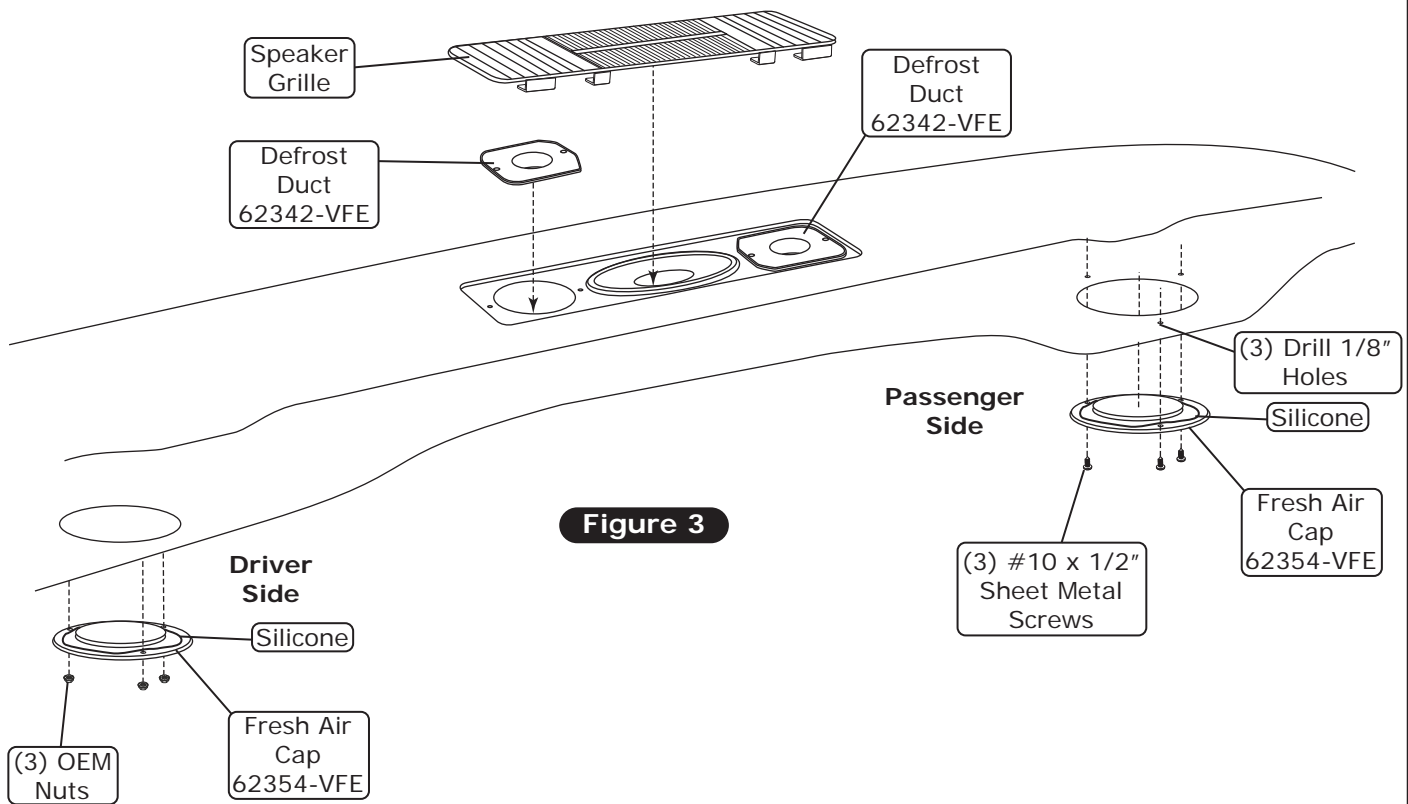 Speaker
Grille
Defrost
Duct
62342-VFE
Defrost
Duct
62342-VFE
(3) Drill 1/8"
Holes
Passenger
Side
Silicone
Fresh Air
Cap
62354-VFE
(3) #10 x 1/2"
Sheet Metal
Screws
Figure 3
Driver
Side
Silicone
Fresh Air
Cap
62354-VFE
(3) OEM
Nuts